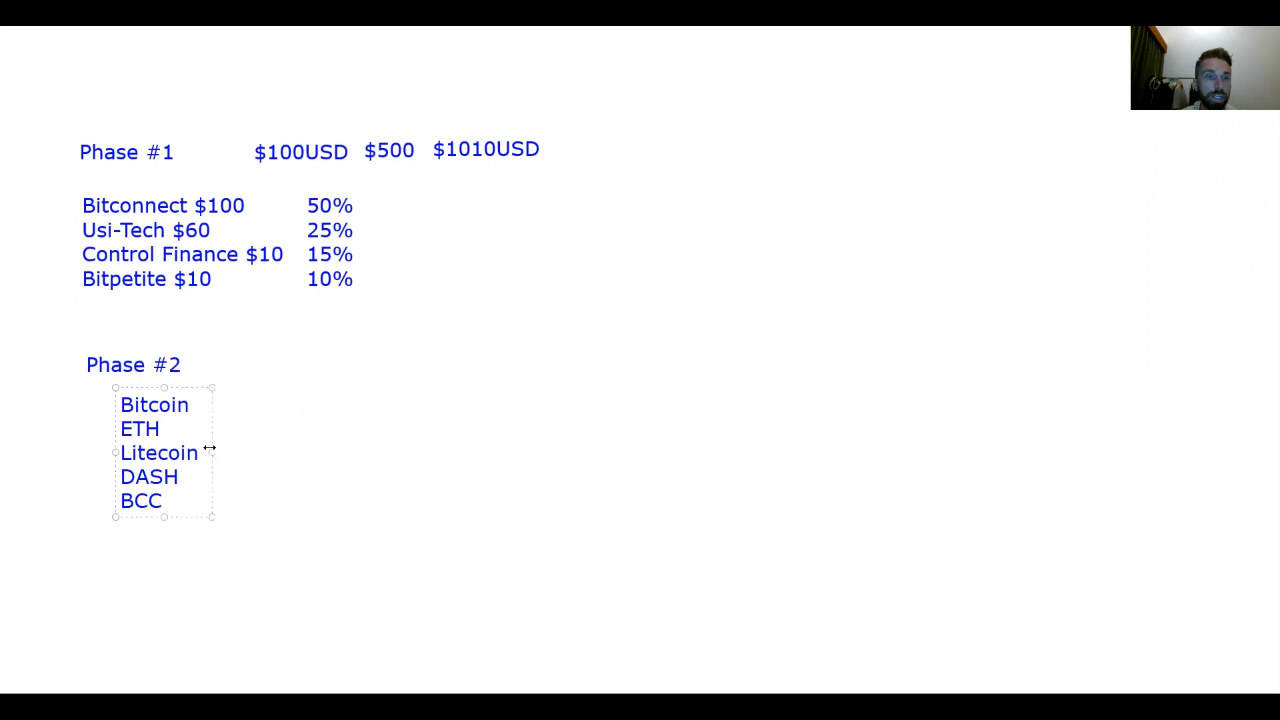 Phase #1 $100USD $500 $1010USD
Bitconnect $100 50%
Usi-Tech $60 25%
Control Finance $10 15%
Bitpetite $10 10%
Phase #2
Bitcoin
ETH
Litecoin
DASH
BCC